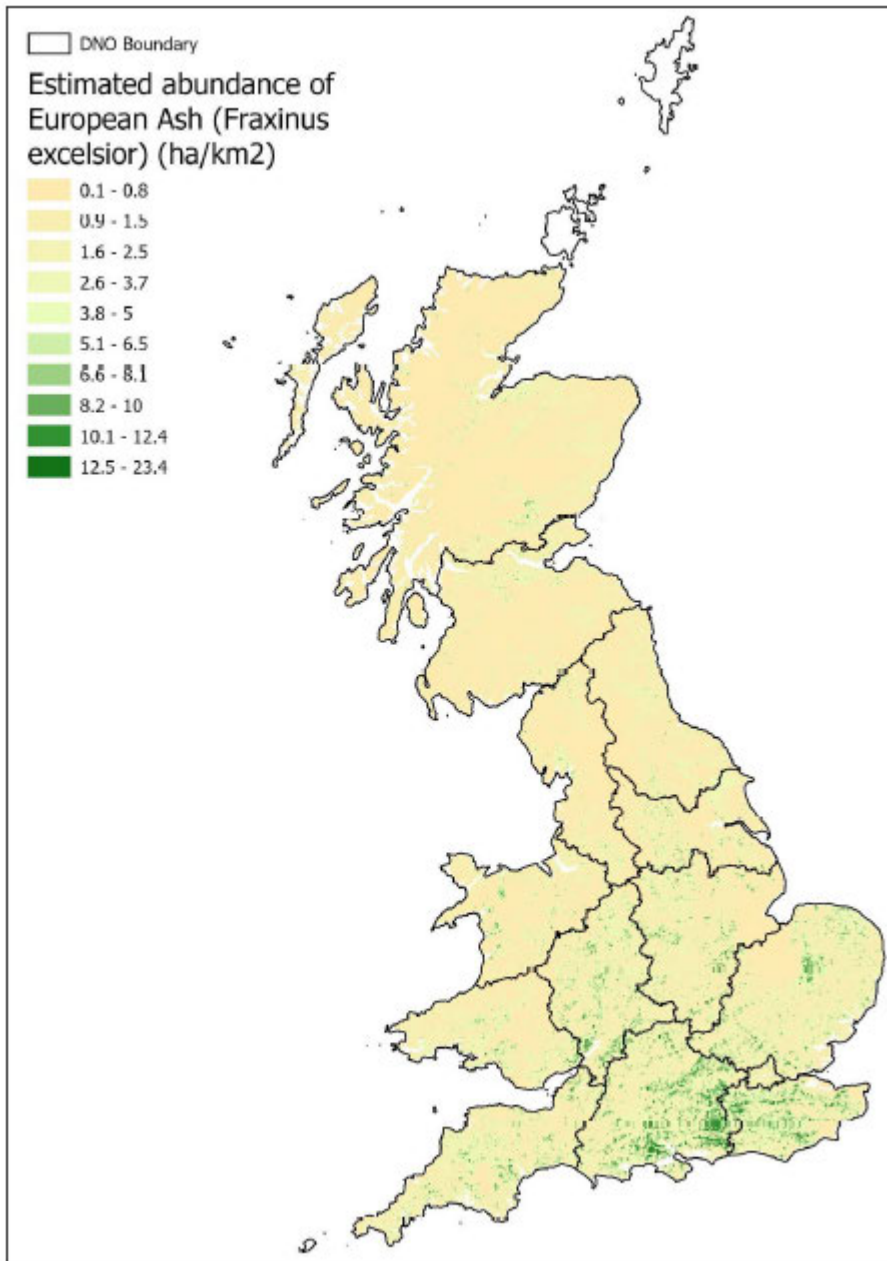 DNO Boundary
Estimated abundance of
European Ash (Fraxinus
excelsior) (ha/km2)
0.1 - 0.8
0.9 - 1.5
1.6 - 2.5
2.6 - 3.7
3.8 - 5
5.1 - 6.5
6.6 - 8.1
8.2 - 10
10.1 - 12.4
12.5 - 23.4